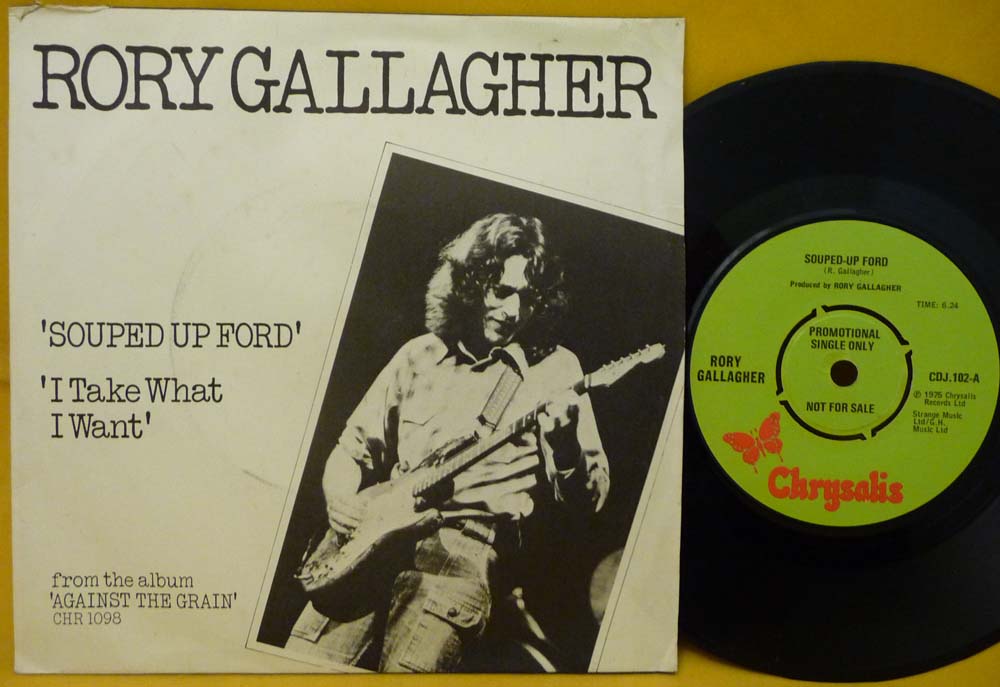 RORY GALLAGHER
'SOUPED UP FORD'
'I Take What
I Want'
from the album
'AGAINST THE GRAIN'
CHR 1098
SOUPED-UP FORD
(R. Gallagher)
Produced by RORY GALLAGHER
TIME: 6.24
PROMOTIONAL
SINGLE ONLY
RORY
GALLAGHER
CDJ.102-A
NOT FOR SALE
℗ 1975 Chrysalis
Records Ltd
Strange Music
Ltd/G.H.
Music Ltd
Chrysalis